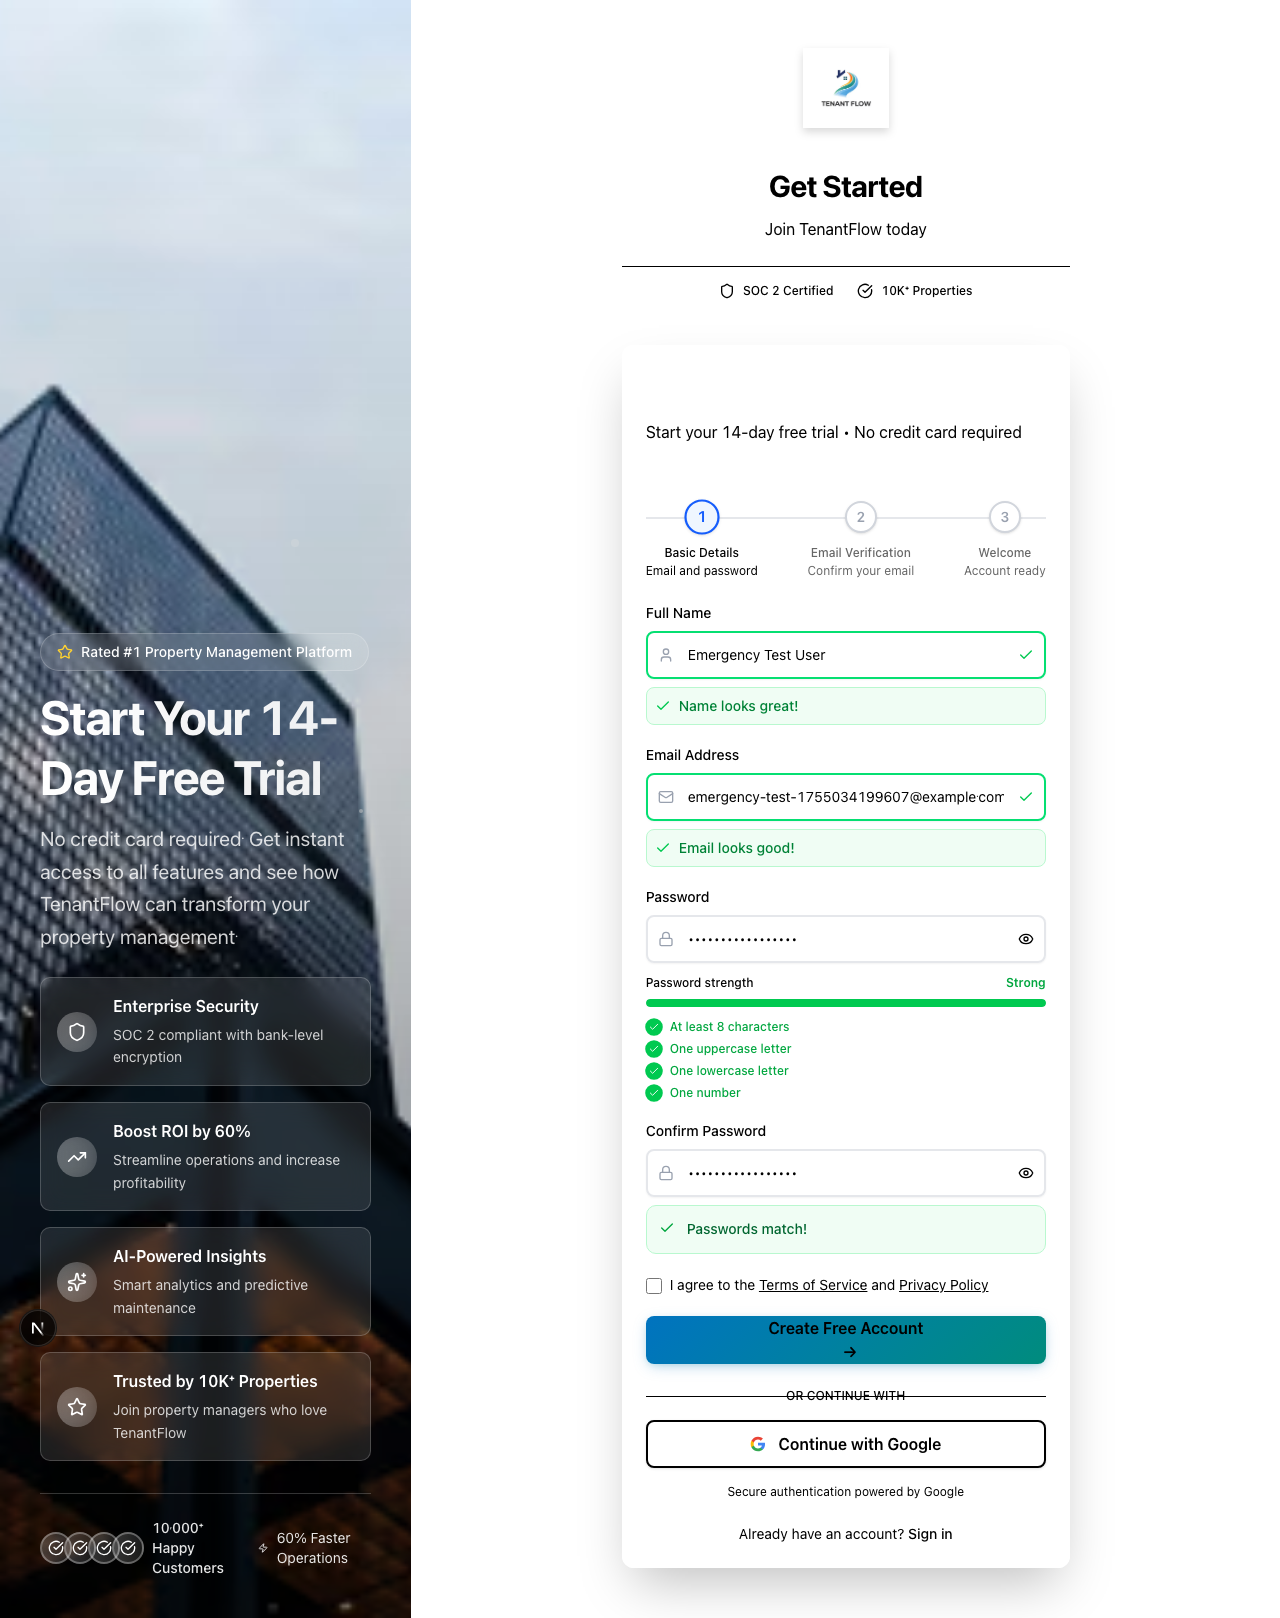 Rated #1 Property Management Platform
Start Your 14-
Day Free Trial
No credit card required· Get instant
access to all features and see how
TenantFlow can transform your
property management·
Enterprise Security
SOC 2 compliant with bank-level
encryption
Boost ROI by 60%
Streamline operations and increase
profitability
AI-Powered Insights
Smart analytics and predictive
maintenance
N
Trusted by 10K⁺ Properties
Join property managers who love
TenantFlow
10·000⁺
Happy
Customers
60% Faster
Operations
TENANT FLOW
Get Started
Join TenantFlow today
SOC 2 Certified
10K⁺ Properties
Start your 14-day free trial • No credit card required
1
2
3
Basic Details
Email Verification
Welcome
Email and password
Confirm your email
Account ready
Full Name
Emergency Test User
Name looks great!
Email Address
emergency-test-1755034199607@example·com
Email looks good!
Password
•••••••••••••••••
Password strength
Strong
At least 8 characters
One uppercase letter
One lowercase letter
One number
Confirm Password
•••••••••••••••••
Passwords match!
I agree to the Terms of Service and Privacy Policy
Create Free Account
→
OR CONTINUE WITH
Continue with Google
Secure authentication powered by Google
Already have an account? Sign in